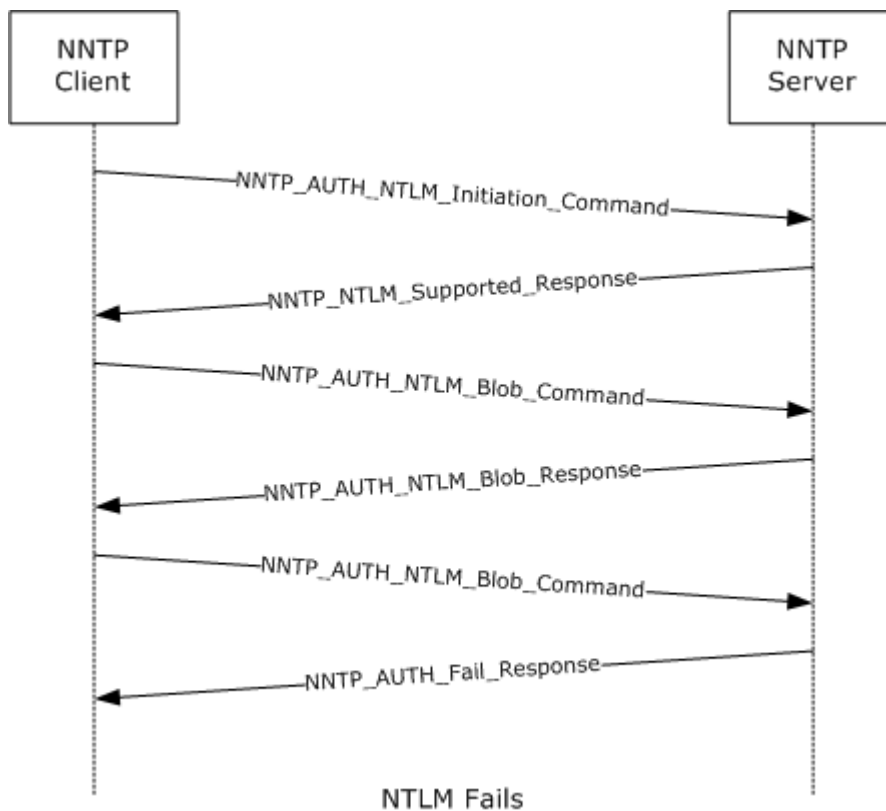 NNTP
Client
NNTP
Server
NNTP_AUTH_NTLM_Initiation_Command
NNTP_NTLM_Supported_Response
NNTP_AUTH_NTLM_Blob_Command
NNTP_AUTH_NTLM_Blob_Response
NNTP_AUTH_NTLM_Blob_Command
NNTP_AUTH_Fail_Response
NTLM Fails